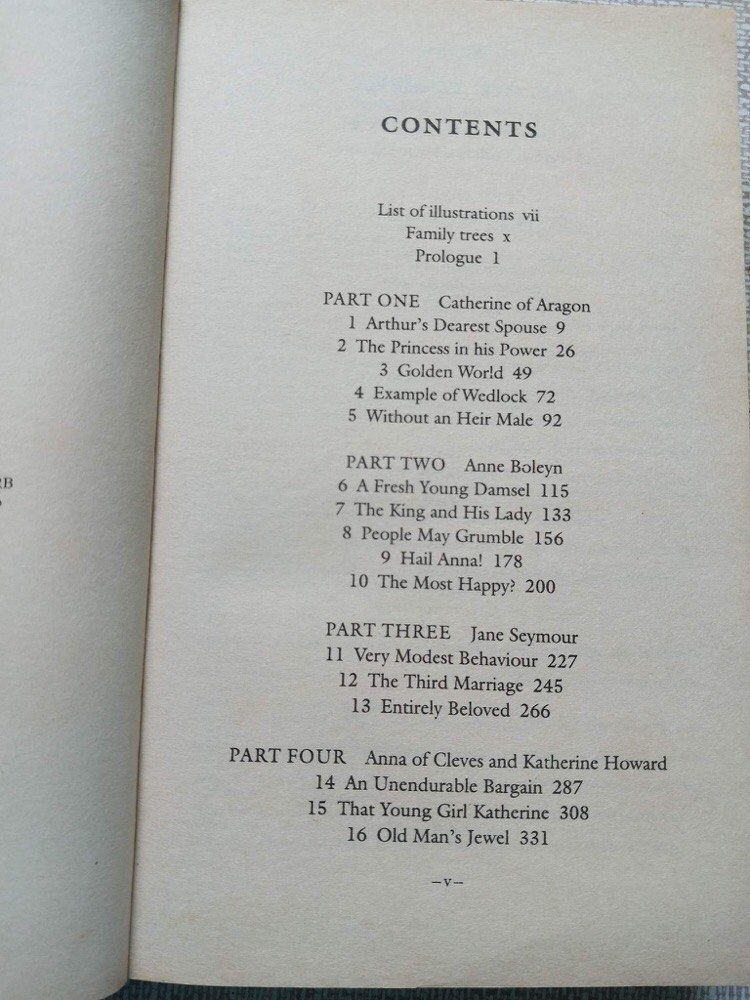 RB
CONTENTS
List of illustrations vii
Family trees x
Prologue 1
PART ONE Catherine of Aragon
1 Arthur's Dearest Spouse 9
2 The Princess in his Power 26
3 Golden World 49
4 Example of Wedlock 72
5 Without an Heir Male 92
PART TWO Anne Boleyn
6 A Fresh Young Damsel 115
7 The King and His Lady 133
8 People May Grumble 156
9 Hail Anna! 178
10 The Most Happy? 200
PART THREE Jane Seymour
11 Very Modest Behaviour 227
12 The Third Marriage 245
13 Entirely Beloved 266
PART FOUR Anna of Cleves and Katherine Howard
14 An Unendurable Bargain 287
15 That Young Girl Katherine 308
16 Old Man's Jewel 331
–v–